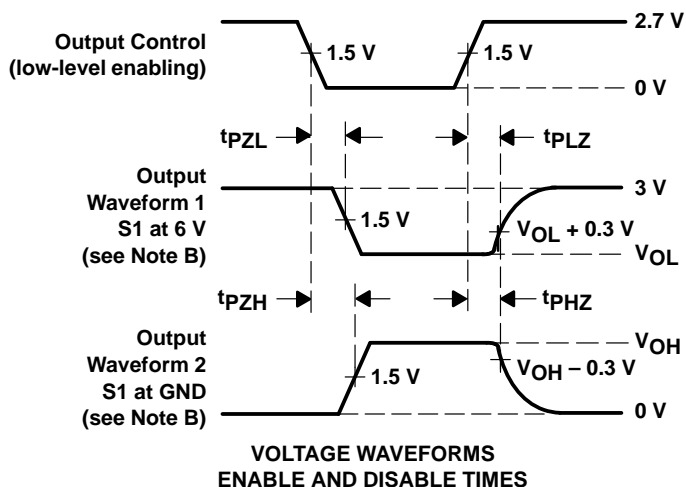 2.7 V
Output Control
(low-level enabling)
1.5 V
1.5 V
0 V
tPZL
tPLZ
Output
Waveform 1
S1 at 6 V
(see Note B)
3 V
1.5 V
VOL + 0.3 V
VOL
tPZH
tPHZ
Output
Waveform 2
S1 at GND
(see Note B)
VOH
1.5 V
VOH – 0.3 V
0 V
VOLTAGE WAVEFORMS
ENABLE AND DISABLE TIMES